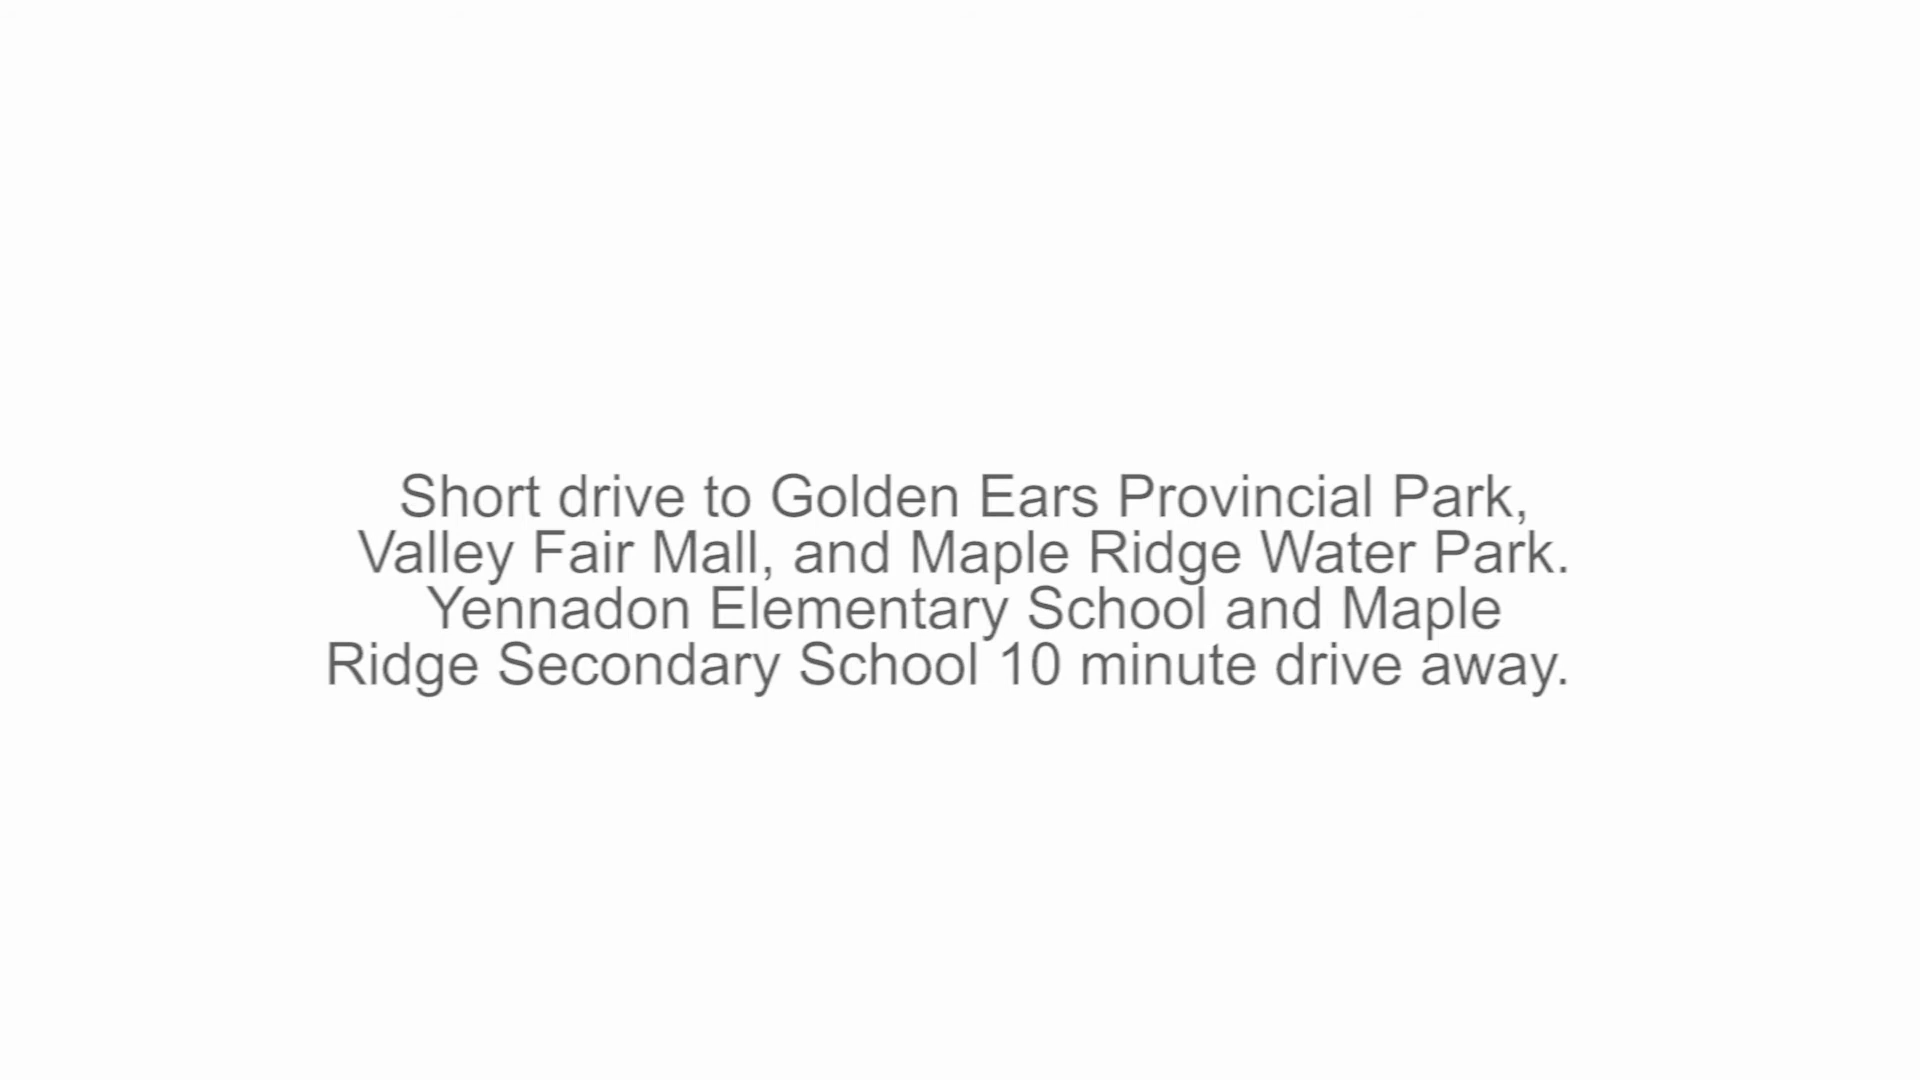 Short drive to Golden Ears Provincial Park,
Valley Fair Mall, and Maple Ridge Water Park.
Yennadon Elementary School and Maple
Ridge Secondary School 10 minute drive away.